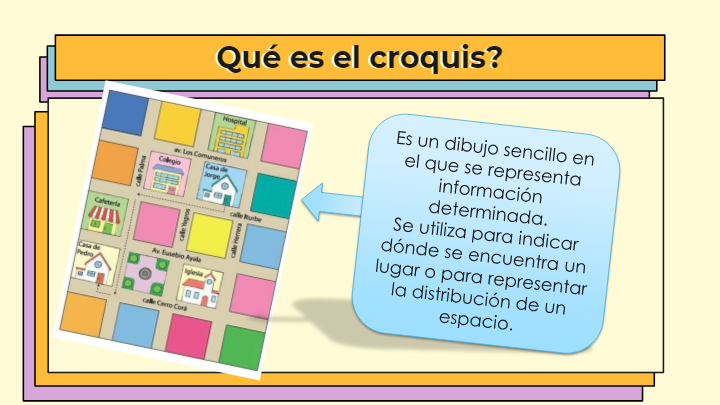 Qué es el croquis?
Hospital
av. Los Comuneros
calle Palma
Colegio
Casa de
Jorge
Cafetería
calle Yegros
calle Iturbe
calle Herrera
Casa de
Pedro
Av. Eusebio Ayala
Iglesia
calle Cerro Corá
Es un dibujo sencillo en
el que se representa
información
determinada.
Se utiliza para indicar
dónde se encuentra un
lugar o para representar
la distribución de un
espacio.